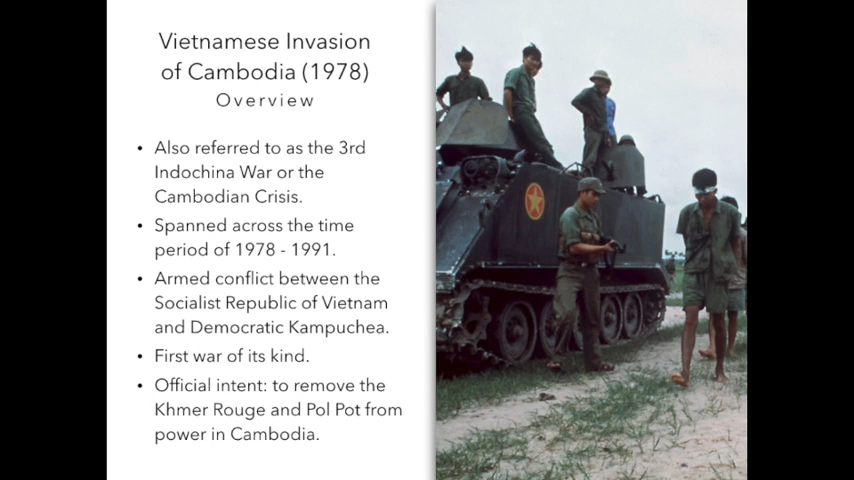 Vietnamese Invasion
of Cambodia (1978)
Overview
• Also referred to as the 3rd
Indochina War or the
Cambodian Crisis.
• Spanned across the time
period of 1978 - 1991.
• Armed conflict between the
Socialist Republic of Vietnam
and Democratic Kampuchea.
• First war of its kind.
• Official intent: to remove the
Khmer Rouge and Pol Pot from
power in Cambodia.